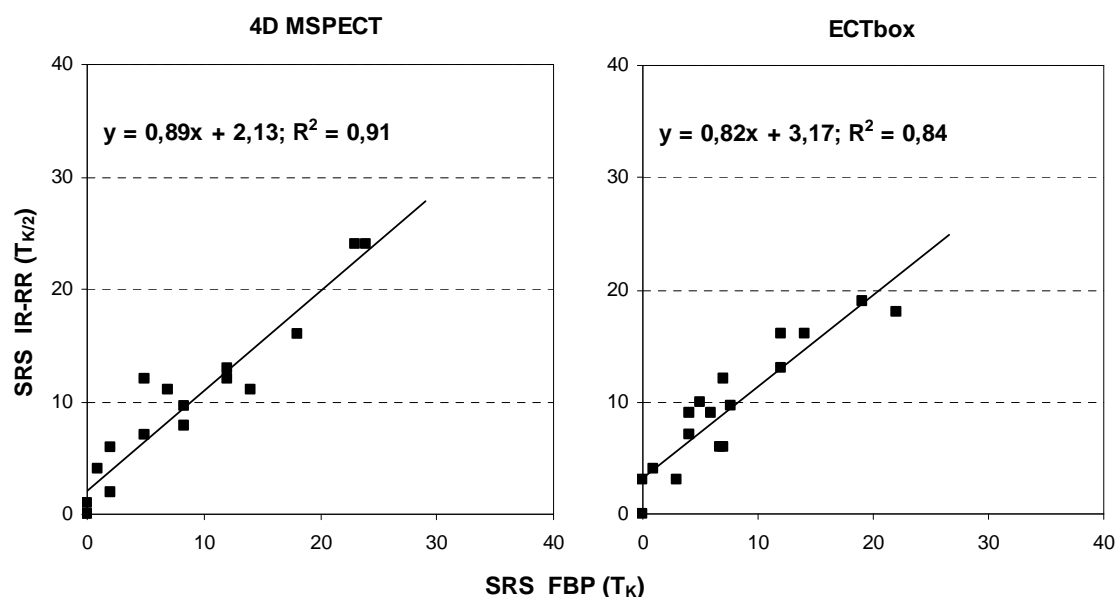 4D MSPECT
ECTbox
40
30
20
10
0
y = 0,89x + 2,13; R² = 0,91
0 10 20 30 40
40
30
20
10
0
y = 0,82x + 3,17; R² = 0,84
0 10 20 30 40
SRS IR-RR (TK/2)
SRS FBP (TK)